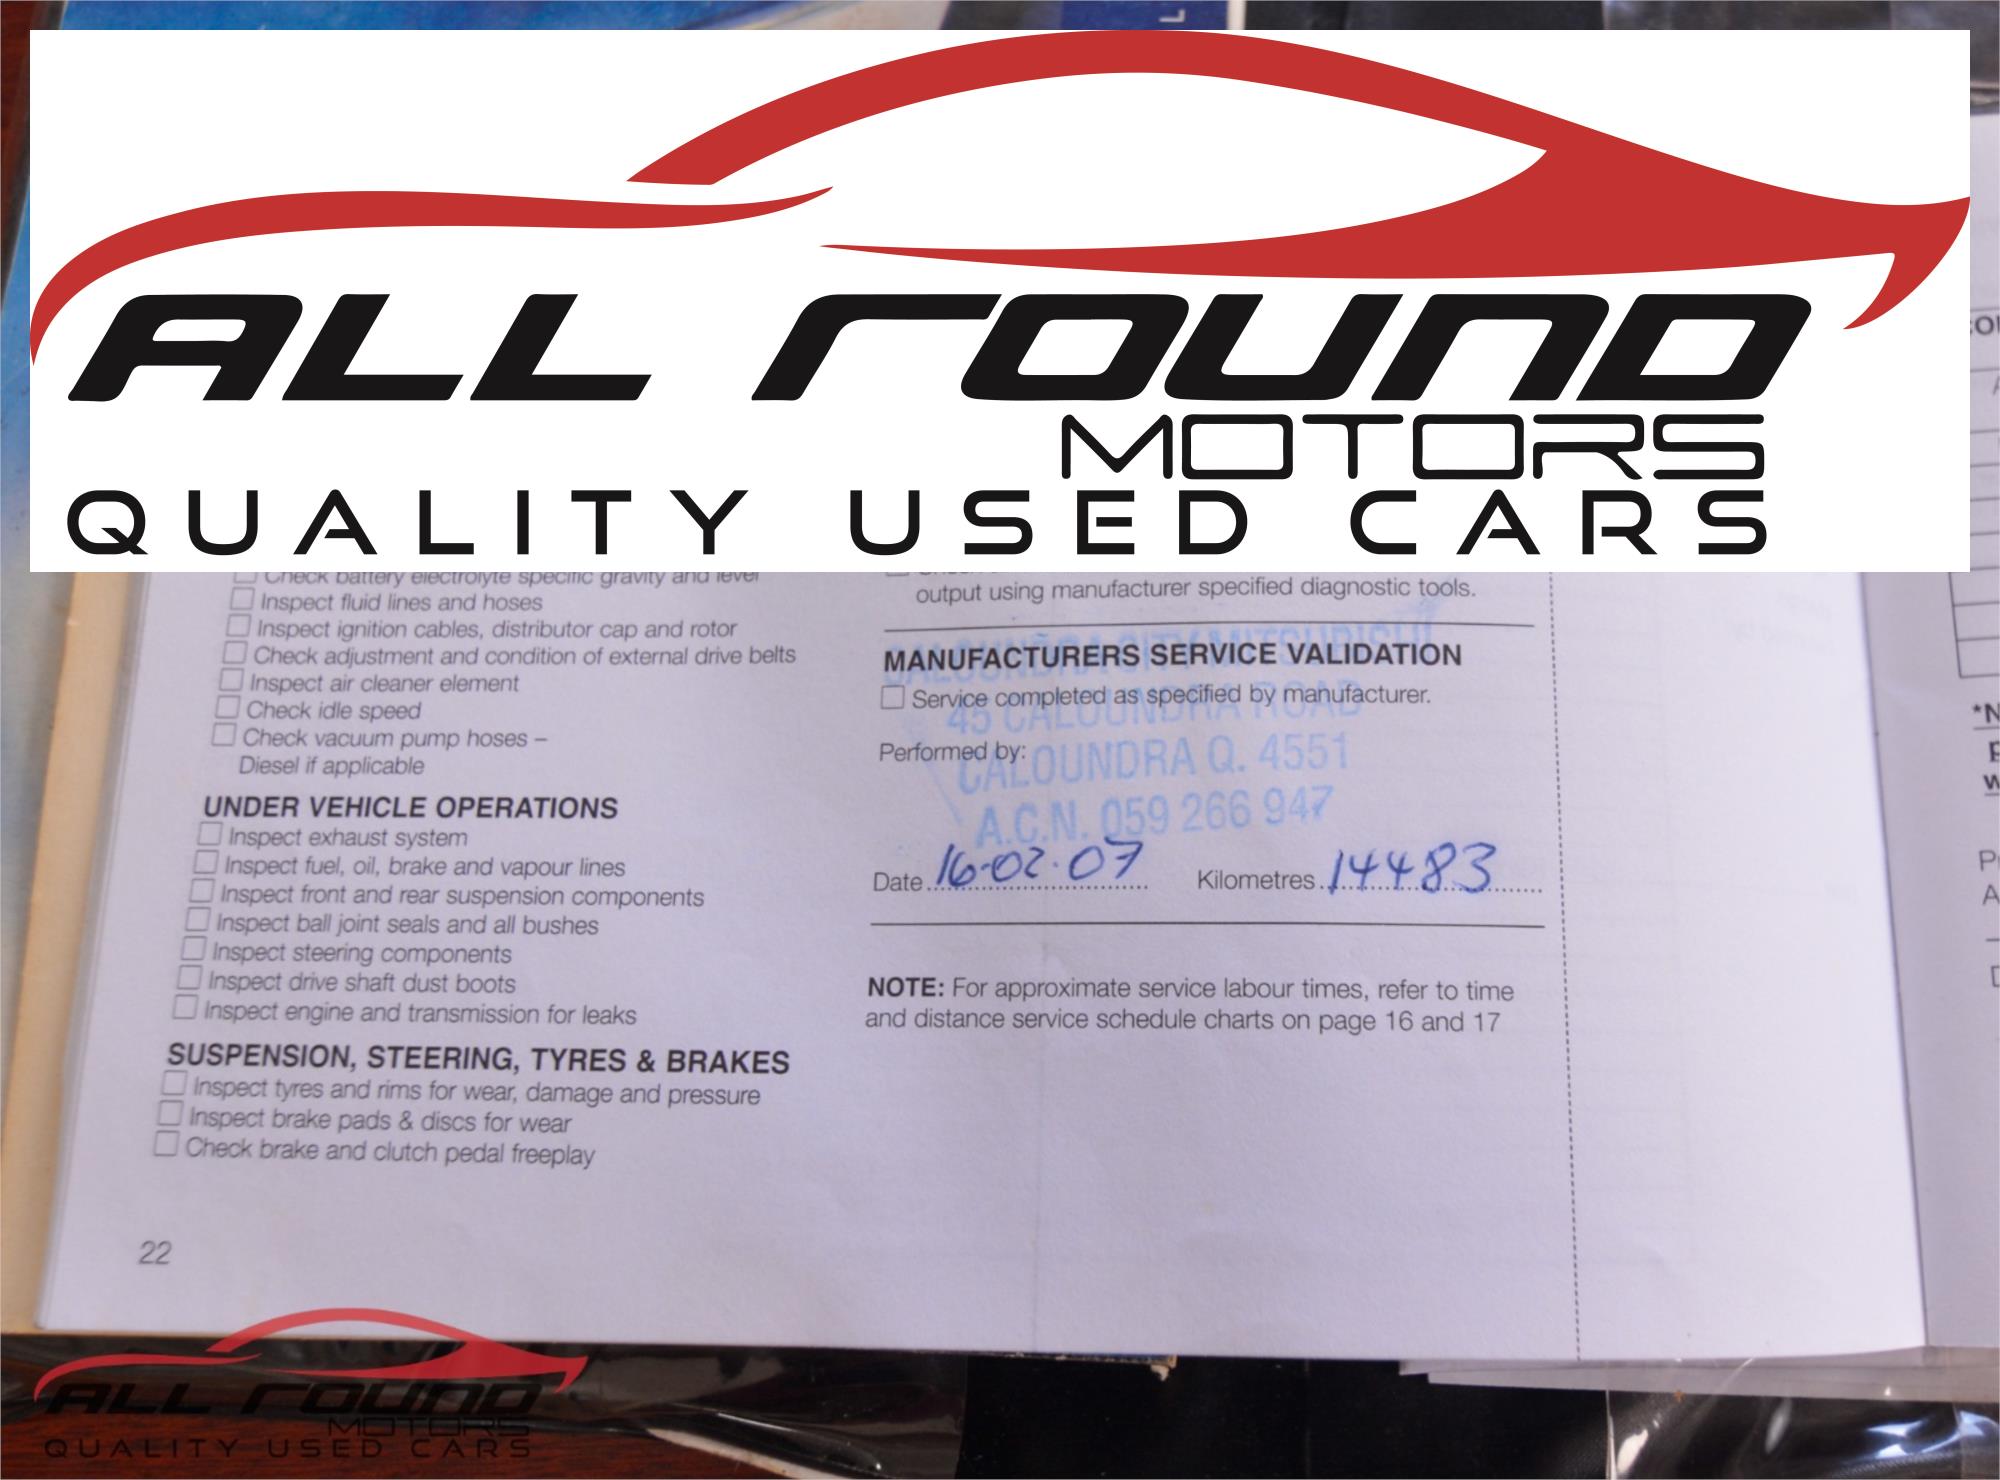 ALL ROUND
MOTORS
QUALITY USED CARS
Check battery electrolyte specific gravity and level
Inspect fluid lines and hoses
Inspect ignition cables, distributor cap and rotor
Check adjustment and condition of external drive belts
Inspect air cleaner element
Check idle speed
Check vacuum pump hoses –
Diesel if applicable
UNDER VEHICLE OPERATIONS
Inspect exhaust system
Inspect fuel, oil, brake and vapour lines
Inspect front and rear suspension components
Inspect ball joint seals and all bushes
Inspect steering components
Inspect drive shaft dust boots
Inspect engine and transmission for leaks
SUSPENSION, STEERING, TYRES & BRAKES
Inspect tyres and rims for wear, damage and pressure
Inspect brake pads & discs for wear
Check brake and clutch pedal freeplay
22
output using manufacturer specified diagnostic tools.
MANUFACTURERS SERVICE VALIDATION
Service completed as specified by manufacturer.
Performed by:
CALOUNDRA CITY MITSUBISHI
45 CALOUNDRA ROAD
CALOUNDRA Q. 4551
A.C.N. 059 266 947
Date 16-02-07 Kilometres 14483
NOTE: For approximate service labour times, refer to time
and distance service schedule charts on page 16 and 17
ALL ROUND
MOTORS
QUALITY USED CARS